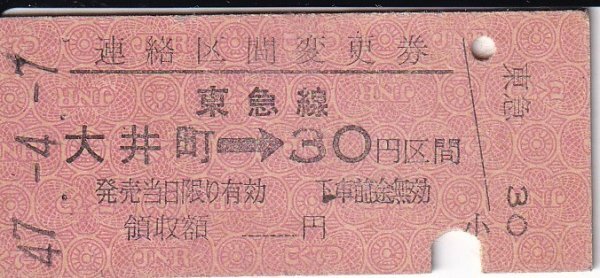 連絡区間変更券
東急線
大井町→30円区間
発売当日限り有効 下車前途無効
領収額 ――円
小
東急
30
47.-4.-7